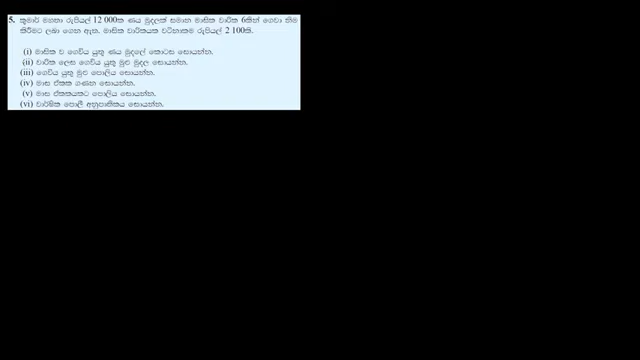 5. කුමාර් මහතා රුපියල් 12 000ක ණය මුදලක් සමාන මාසික වාරික 6කින් ගෙවා නිම
කිරීමට ලබා ගෙන ඇත. මාසික වාරිකයක වටිනාකම රුපියල් 2 100කි.
(i) මාසික ව ගෙවිය යුතු ණය මුදලේ කොටස සොයන්න.
(ii) වාරික ලෙස ගෙවිය යුතු මුළු මුදල සොයන්න.
(iii) ගෙවිය යුතු මුළු පොලිය සොයන්න.
(iv) මාස ඒකක ගණන සොයන්න.
(v) මාස ඒකකයකට පොලිය සොයන්න.
(vi) වාර්ෂික පොලී අනුපාතිකය සොයන්න.